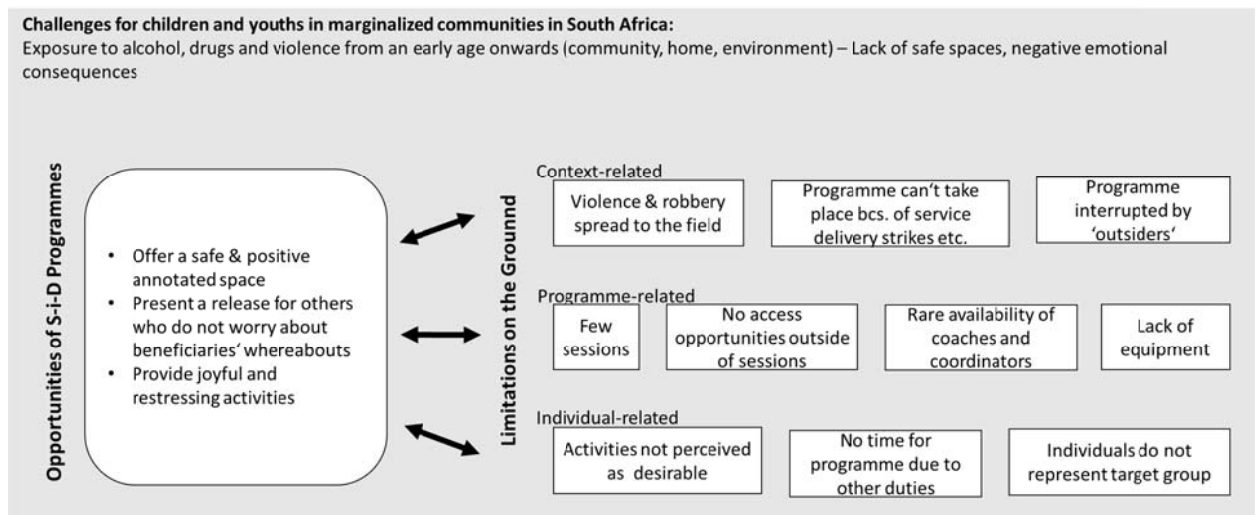 Challenges for children and youths in marginalized communities in South Africa:
Exposure to alcohol, drugs and violence from an early age onwards (community, home, environment) – Lack of safe spaces, negative emotional
consequences
Opportunities of S-i-D Programmes
• Offer a safe & positive
annotated space
• Present a release for others
who do not worry about
beneficiaries‘ whereabouts
• Provide joyful and
restressing activities
Limitations on the Ground
Context-related
Violence & robbery
spread to the field
Programme can‘t take
place bcs. of service
delivery strikes etc.
Programme
interrupted by
‘outsiders‘
Programme-related
Few
sessions
No access
opportunities outside
of sessions
Rare availability of
coaches and
coordinators
Lack of
equipment
Individual-related
Activities not perceived
as desirable
No time for
programme due to
other duties
Individuals do not
represent target group